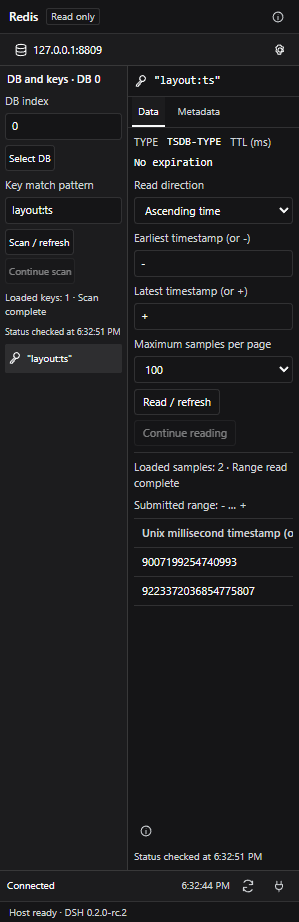 Redis Read only
127.0.0.1:8809
DB and keys · DB 0
DB index
0
Select DB
Key match pattern
layout:ts
Scan / refresh
Continue scan
Loaded keys: 1 · Scan
complete
Status checked at 6:32:51 PM
"layout:ts"
"layout:ts"
Data Metadata
TYPE TSDB-TYPE TTL (ms)
No expiration
Read direction
Ascending time
Earliest timestamp (or -)
-
Latest timestamp (or +)
+
Maximum samples per page
100
Read / refresh
Continue reading
Loaded samples: 2 · Range read
complete
Submitted range: - … +
Unix millisecond timestamp (o
9007199254740993
9223372036854775807
Status checked at 6:32:51 PM
Connected 6:32:44 PM
Host ready · DSH 0.2.0-rc.2